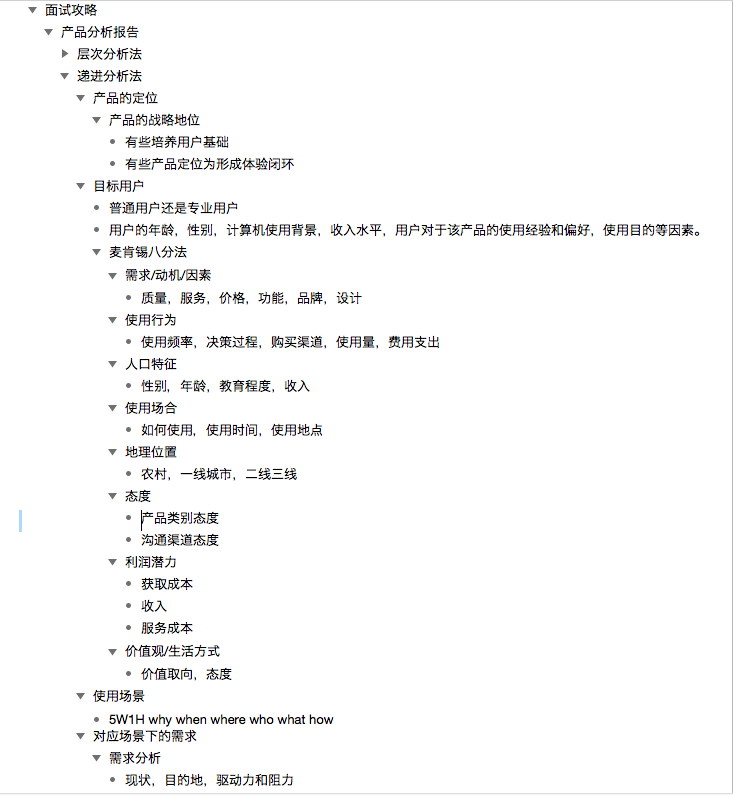 面试攻略
产品分析报告
层次分析法
递进分析法
产品的定位
产品的战略地位
有些培养用户基础
有些产品定位为形成体验闭环
目标用户
普通用户还是专业用户
用户的年龄，性别，计算机使用背景，收入水平，用户对于该产品的使用经验和偏好，使用目的等因素。
麦肯锡八分法
需求/动机/因素
质量，服务，价格，功能，品牌，设计
使用行为
使用频率，决策过程，购买渠道，使用量，费用支出
人口特征
性别，年龄，教育程度，收入
使用场合
如何使用，使用时间，使用地点
地理位置
农村，一线城市，二线三线
态度
产品类别态度
沟通渠道态度
利润潜力
获取成本
收入
服务成本
价值观/生活方式
价值取向，态度
使用场景
5W1H why when where who what how
对应场景下的需求
需求分析
现状，目的地，驱动力和阻力